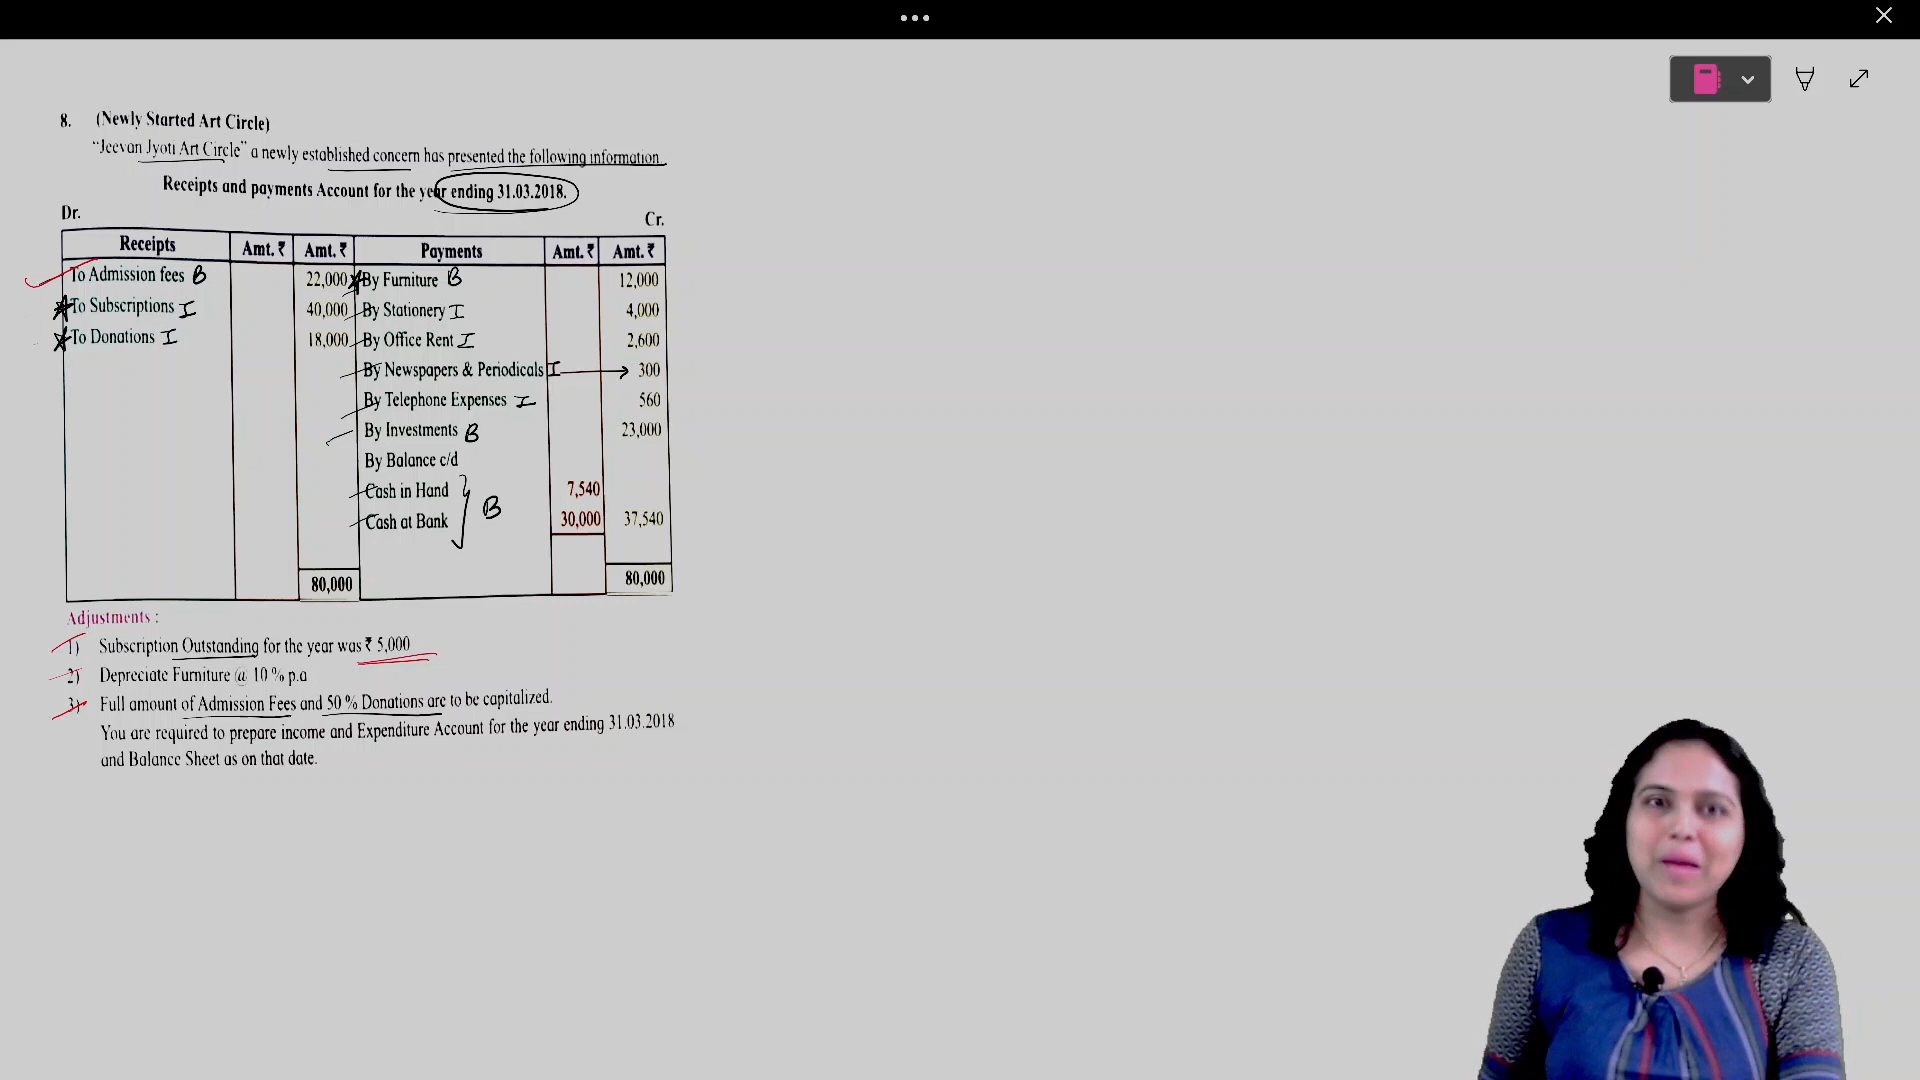 8. (Newly Started Art Circle)
"Jeevan Jyoti Art Circle" a newly established concern has presented the following information
Receipts and payments Account for the year ending 31.03.2018.
Dr. Cr.
Receipts Amt. ₹ Amt. ₹ Payments Amt. ₹ Amt. ₹
To Admission fees B 22,000 By Furniture B 12,000
To Subscriptions I 40,000 By Stationery I 4,000
To Donations I 18,000 By Office Rent I 2,600
By Newspapers & Periodicals I 300
By Telephone Expenses I 560
By Investments B 23,000
By Balance c/d
Cash in Hand 7,540
B
Cash at Bank 30,000 37,540
80,000 80,000
Adjustments :
1) Subscription Outstanding for the year was ₹ 5,000
2) Depreciate Furniture @ 10 % p.a
3) Full amount of Admission Fees and 50 % Donations are to be capitalized.
You are required to prepare income and Expenditure Account for the year ending 31.03.2018
and Balance Sheet as on that date.